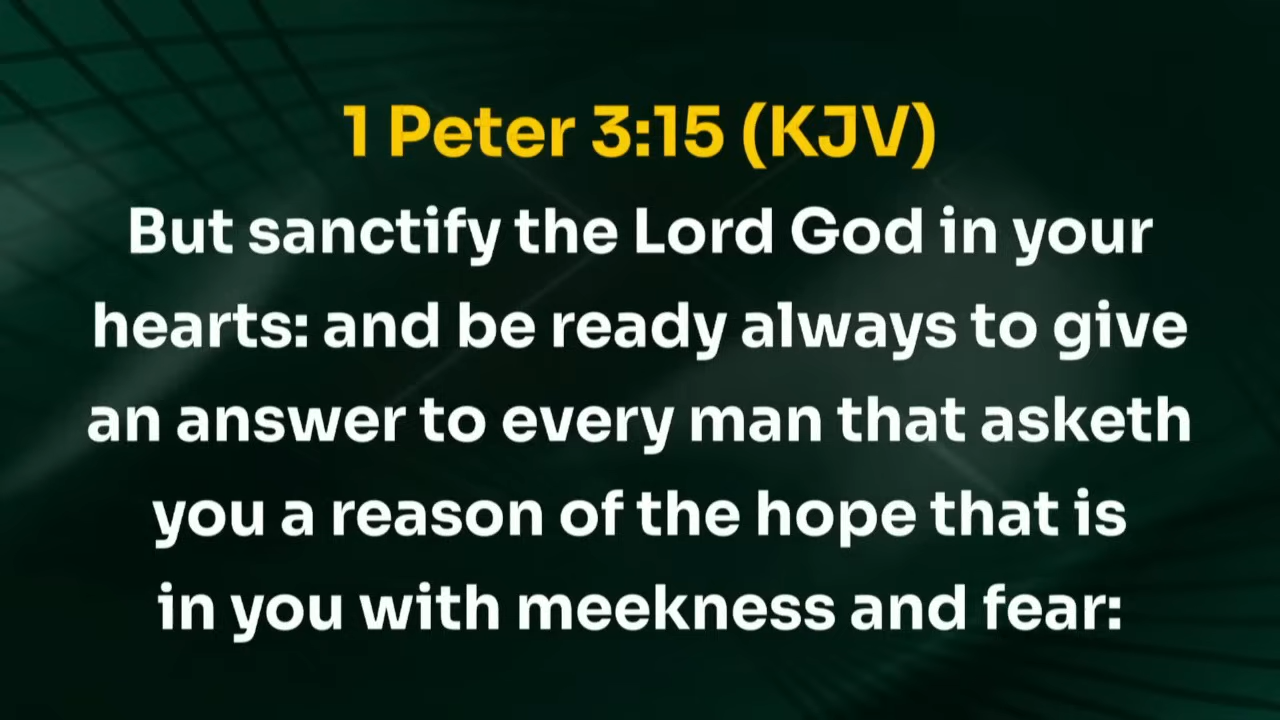 1 Peter 3:15 (KJV)
But sanctify the Lord God in your
hearts: and be ready always to give
an answer to every man that asketh
you a reason of the hope that is
in you with meekness and fear: